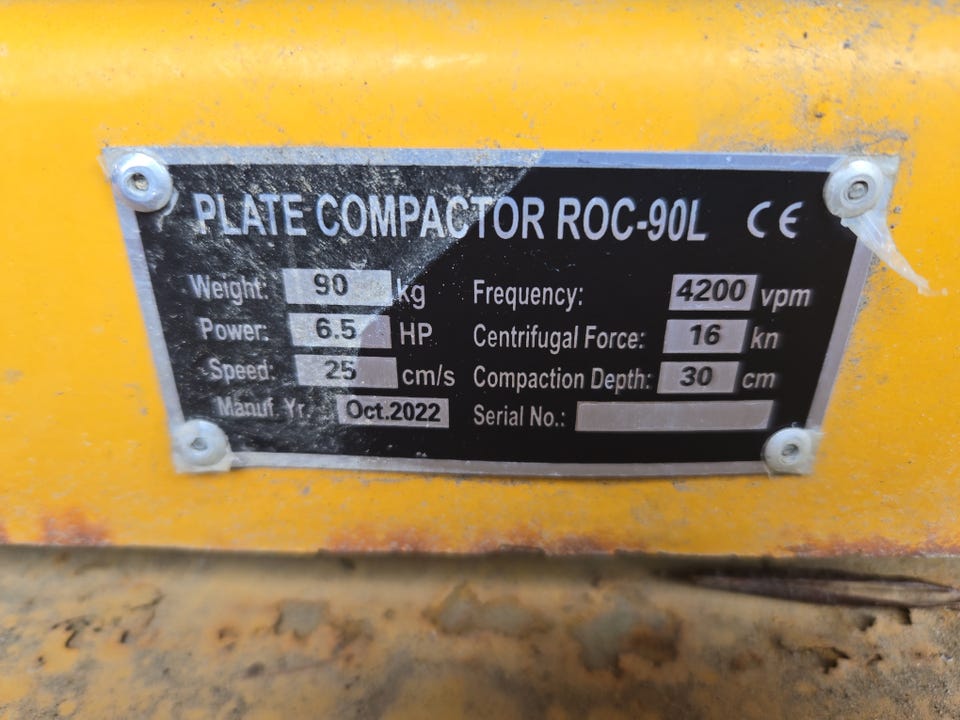 PLATE COMPACTOR ROC-90L CE
Weight: 90 kg
Power: 6.5 HP
Speed: 25 cm/s
Manuf. Yr. Oct.2022
Frequency: 4200 vpm
Centrifugal Force: 16 kn
Compaction Depth: 30 cm
Serial No.: